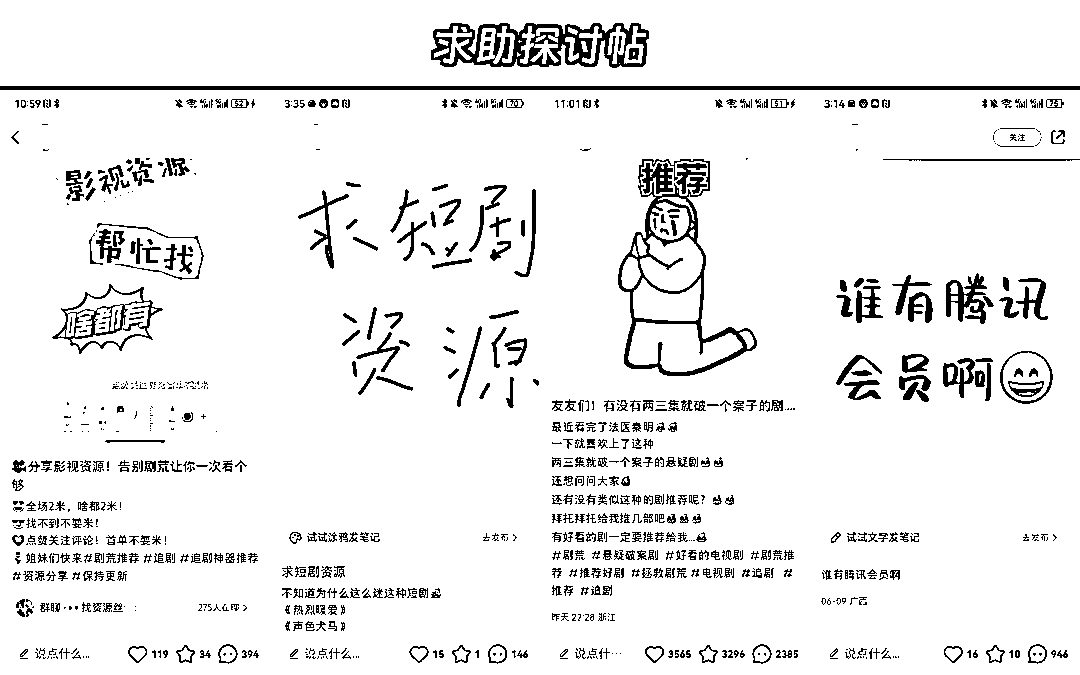 求助探讨帖
10:59
52
影视资源
帮忙找
啥都有
分享影视资源！告别剧荒让你一次看个
够
全场2米，啥都2米！
找不到不要米！
点赞关注评论！首单不要米！
姐妹们快来#剧荒推荐 #追剧 #追剧神器推荐
#资源分享 #保持更新
群聊 找资源丝
275人在聊 >
说点什么...
119
34
394
3:35
70
求短剧
资源
试试涂鸦发笔记
去发布 >
求短剧资源
不知道为什么这么迷这种短剧
《热烈暖爱》
《声色犬马》
说点什么...
15
1
146
11:01
51
推荐
友友们！有没有两三集就破一个案子的剧....
最近看完了法医秦明
一下就喜欢上了这种
两三集就破一个案子的悬疑剧
还想问问大家
还有没有类似这种的剧推荐呢？
拜托拜托给我推几部吧
有好看的剧一定要推荐给我...
#剧荒 #悬疑破案剧 #好看的电视剧 #剧荒推
荐 #推荐好剧 #拯救剧荒 #电视剧 #追剧 #
推荐 #追剧
昨天 22:28 浙江
说点什...
3565
3296
2385
3:14
75
关注
谁有腾讯
会员啊
试试文字发笔记
去发布 >
谁有腾讯会员啊
06-09 广西
说点什么...
16
10
946